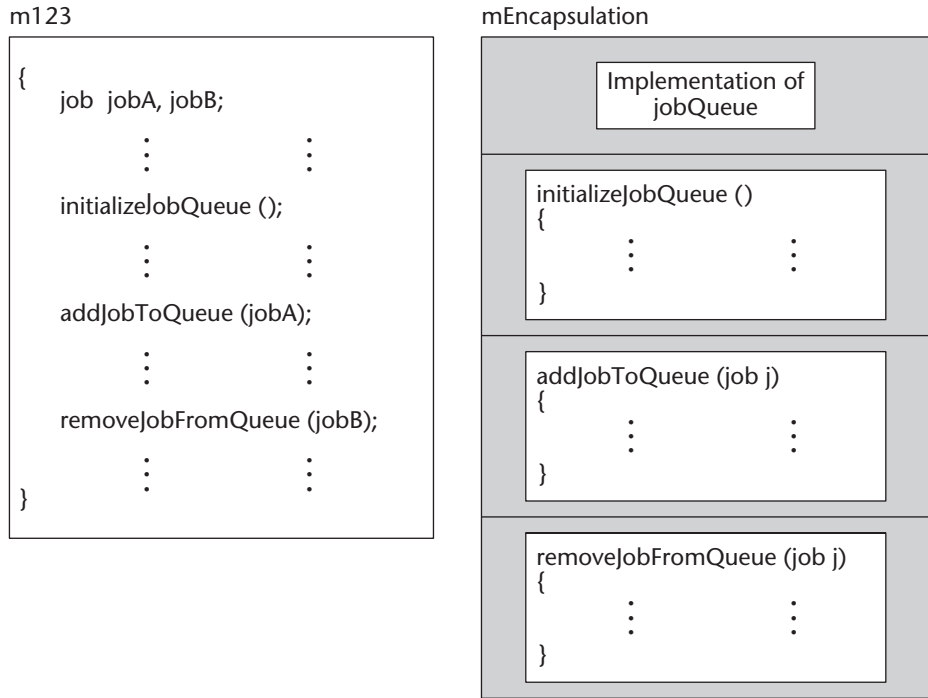 m123
{
job jobA, jobB;
initializeJobQueue ();
addJobToQueue (jobA);
removeJobFromQueue (jobB);
}
mEncapsulation
Implementation of
jobQueue
initializeJobQueue ()
{
}
addJobToQueue (job j)
{
}
removeJobFromQueue (job j)
{
}